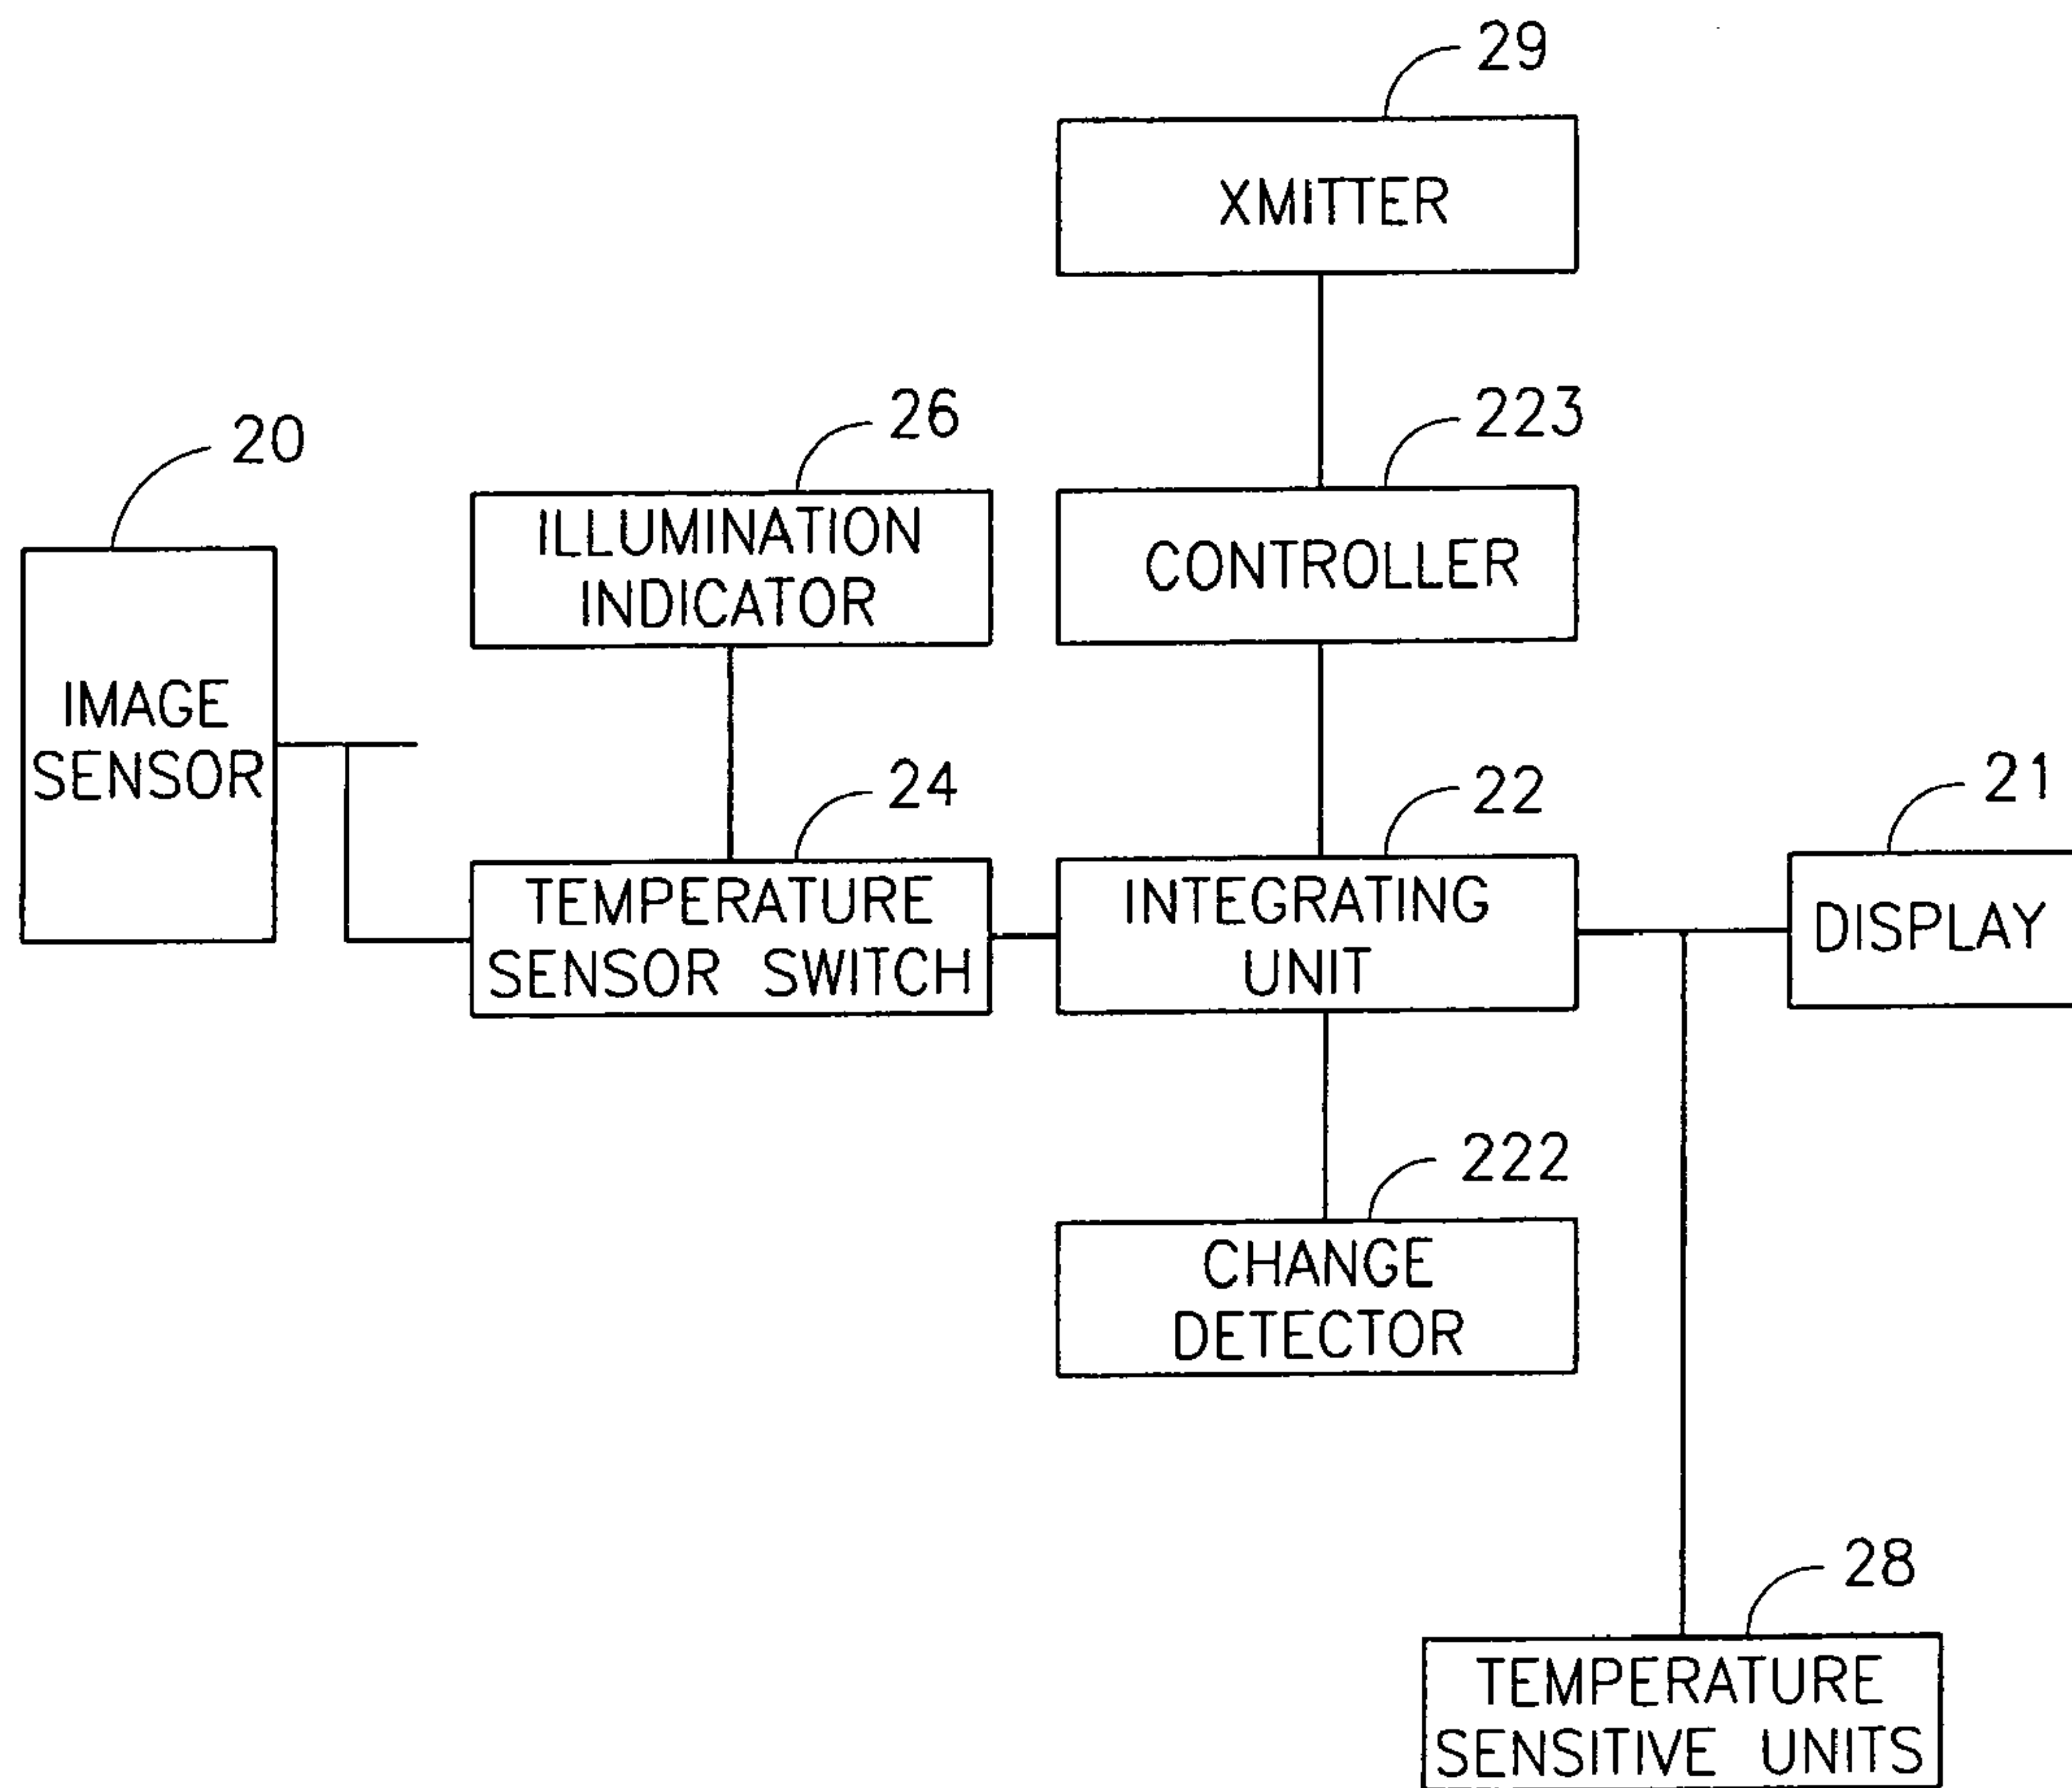 29
XMITTER
20
26
223
ILLUMINATION
INDICATOR
CONTROLLER
IMAGE
SENSOR
24
22
21
TEMPERATURE
SENSOR SWITCH
INTEGRATING
UNIT
DISPLAY
222
CHANGE
DETECTOR
28
TEMPERATURE
SENSITIVE UNITS